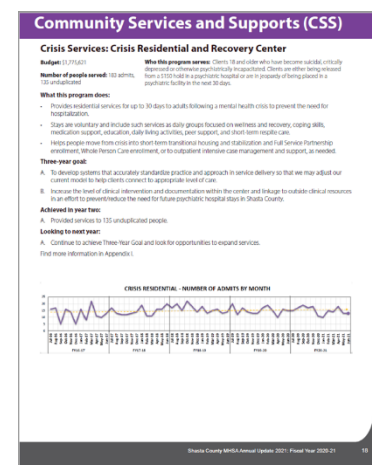 Community Services and Supports (CSS)
Crisis Services: Crisis Residential and Recovery Center
Budget: $1,775,631
Number of people served: 183 admits,
135 unduplicated
Who this program serves: Clients 18 and older who have become suicidal, critically
depressed or otherwise psychiatrically incapacitated. Clients are either being released
from a 5150 hold in a psychiatric hospital or are in jeopardy of being placed in a
psychiatric facility in the next 30 days.
What this program does:
- Provides residential services for up to 30 days to adults following a mental health crisis to prevent the need for
hospitalization.
- Stays are voluntary and include such services as daily groups focused on wellness and recovery, coping skills,
medication support, education, daily living activities, peer support, and short-term respite care.
- Helps people move from crisis into short-term transitional housing and stabilization and Full Service Partnership
enrollment, Whole Person Care enrollment, or to outpatient intensive case management and support, as needed.
Three-year goal:
A. To develop systems that accurately standardize practice and approach in service delivery so that we may adjust our
current model to help clients connect to appropriate level of care.
B. Increase the level of clinical intervention and documentation within the center and linkage to outside clinical resources
in an effort to prevent/reduce the need for future psychiatric hospital stays in Shasta County.
Achieved in year two:
A. Provided services to 135 unduplicated people.
Looking to next year:
A. Continue to achieve Three-Year Goal and look for opportunities to expand services.
Find more information in Appendix I.
CRISIS RESIDENTIAL - NUMBER OF ADMITS BY MONTH
FY16-17
FY17-18
FY18-19
FY19-20
FY20-21
Shasta County MHSA Annual Update 2021: Fiscal Year 2020-21